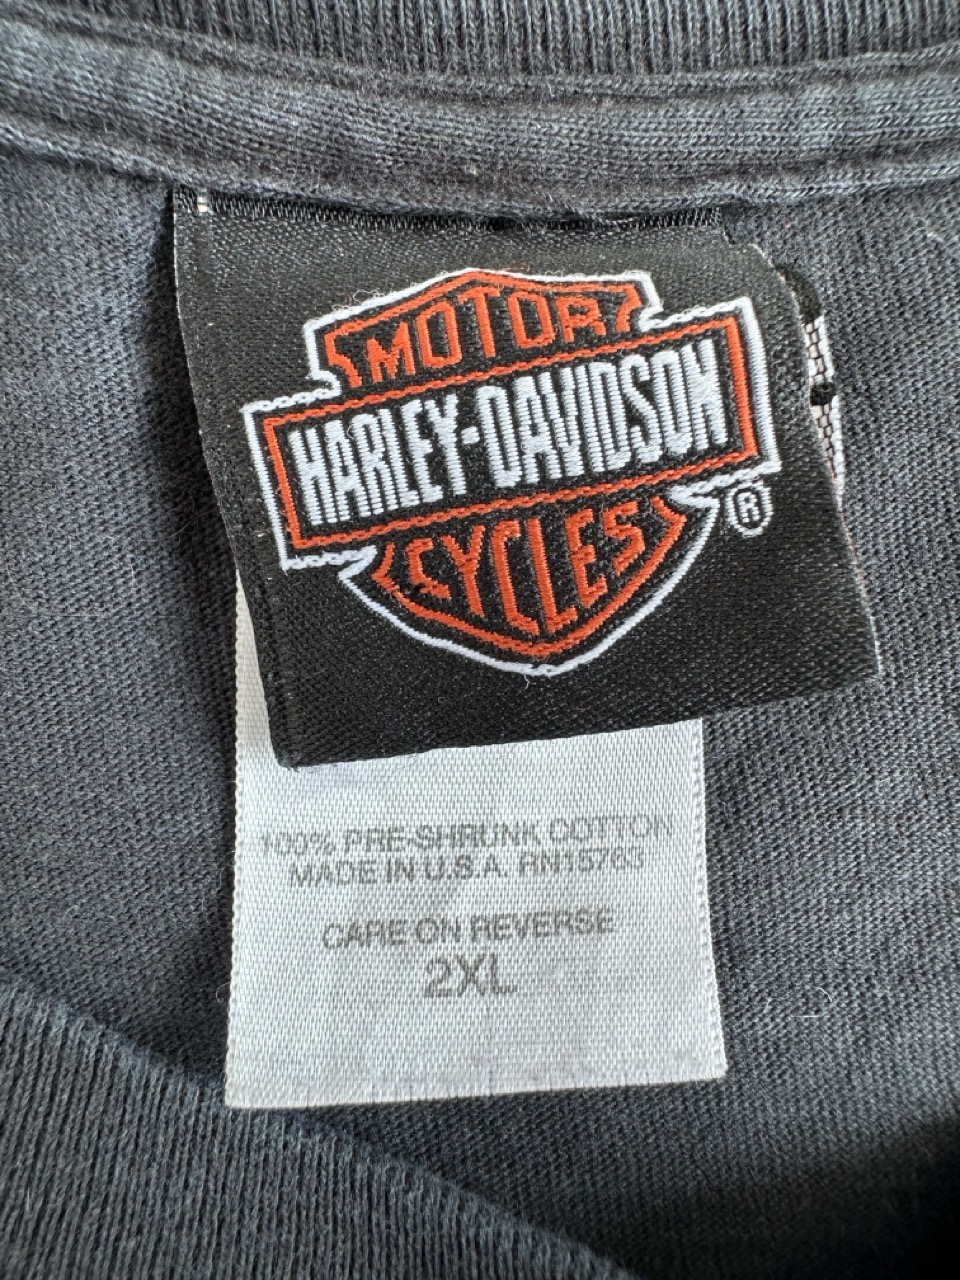 MOTOR
HARLEY-DAVIDSON
CYCLES
®
100% PRE-SHRUNK COTTON
MADE IN U.S.A. RN15763
CARE ON REVERSE
2XL